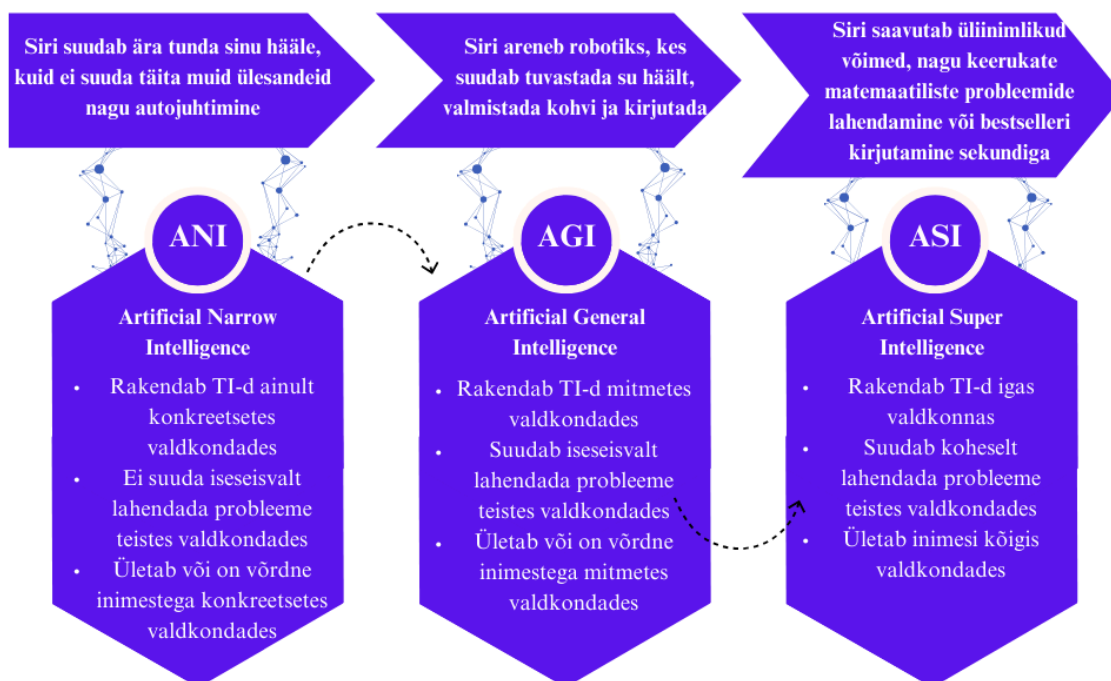 Siri suudab ära tunda sinu hääle,
kuid ei suuda täita muid ülesandeid
nagu autojuhtimine
Siri areneb robotiks, kes
suudab tuvastada su häält,
valmistada kohvi ja kirjutada
Siri saavutab üliinimlikud
võimed, nagu keerukate
matemaatiliste probleemide
lahendamine või bestselleri
kirjutamine sekundiga
ANI
Artificial Narrow
Intelligence
• Rakendab TI-d ainult
konkreetsetes
valdkondades
• Ei suuda iseseisvalt
lahendada probleeme
teistes valdkondades
• Ületab või on võrdne
inimestega konkreetsetes
valdkondades
AGI
Artificial General
Intelligence
• Rakendab TI-d mitmetes
valdkondades
• Suudab iseseisvalt
lahendada probleeme
teistes valdkondades
• Ületab või on võrdne
inimestega mitmetes
valdkondades
ASI
Artificial Super
Intelligence
• Rakendab TI-d igas
valdkonnas
• Suudab koheselt
lahendada probleeme
teistes valdkondades
• Ületab inimesi kõigis
valdkondades